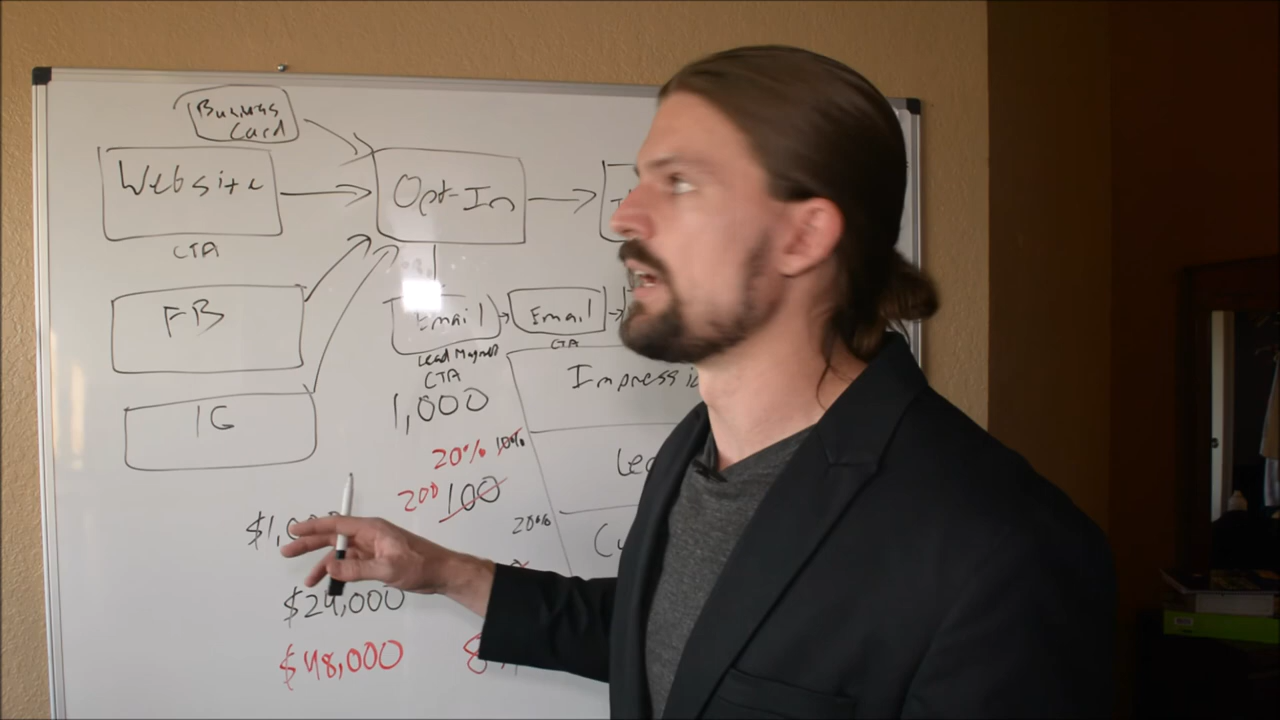 Business
Card
Website
Opt-In
CTA
FB
Email
Email
Lead Magnet
CTA
CTA
IG
1,000
20% 10%
200 100
20%
$24,000
$48,000